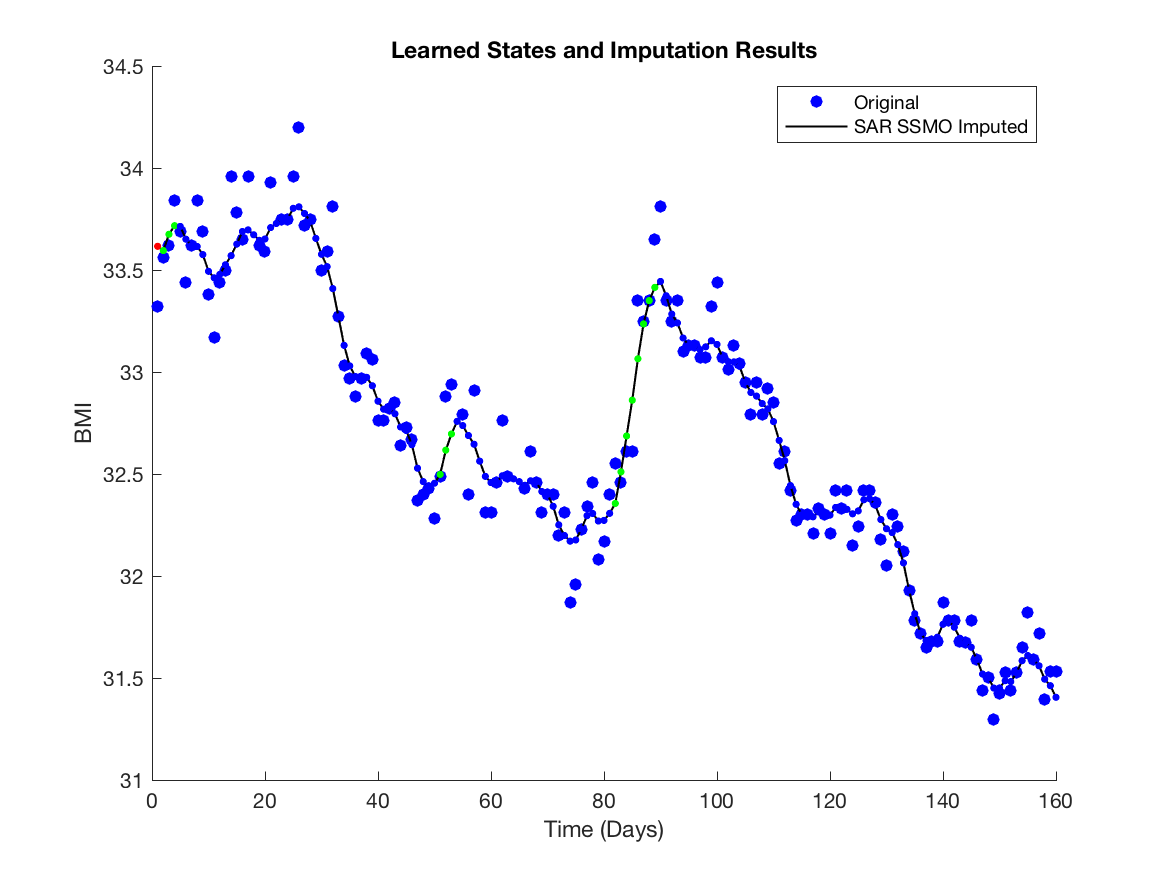 Learned States and Imputation Results
34.5
34
33.5
33
32.5
32
31.5
31
BMI
Original
SAR SSMO Imputed
0 20 40 60 80 100 120 140 160
Time (Days)